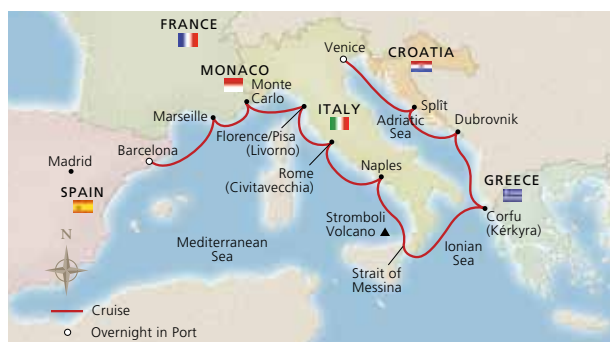 FRANCE
Venice
CROATIA
MONACO
Monte
Carlo
Marseille
ITALY
Splït
Adriatic
Sea
Dubrovnik
Florence/Pisa
(Livorno)
Barcelona
Madrid
Rome
(Civitavecchia)
Naples
SPAIN
GREECE
Corfu
(Kérkyra)
Stromboli
Volcano
N
Mediterranean
Sea
Ionian
Sea
Strait of
Messina
Cruise
Overnight in Port